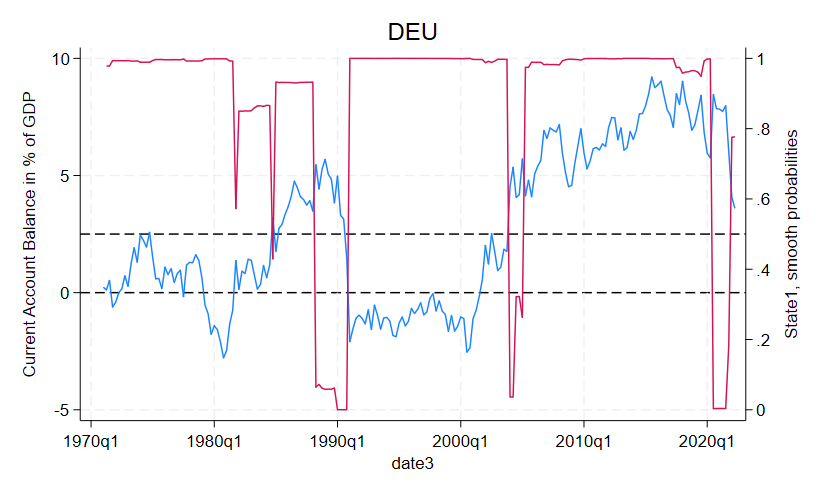 DEU
Current Account Balance in % of GDP
10
5
0
-5
1
.8
.6
.4
.2
0
State1, smooth probabilities
1970q1 1980q1 1990q1 2000q1 2010q1 2020q1
date3